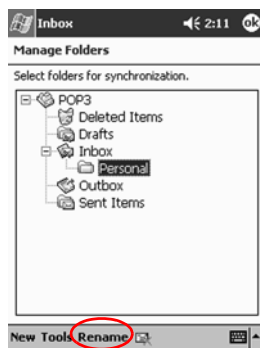 Inbox 2:11 ok
Manage Folders
Select folders for synchronization.
POP3
Deleted Items
Drafts
Inbox
Personal
Outbox
Sent Items
New Tools Rename